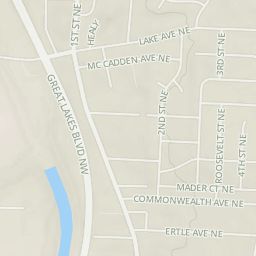 1ST ST NE
HEALY
LAKE AVE NE
MC CADDEN AVE NE
3RD ST NE
GREAT LAKES BLVD NW
2ND ST NE
ROOSEVELT ST NE
4TH ST NE
MADER CT NE
COMMONWEALTH AVE NE
ERTLE AVE NE